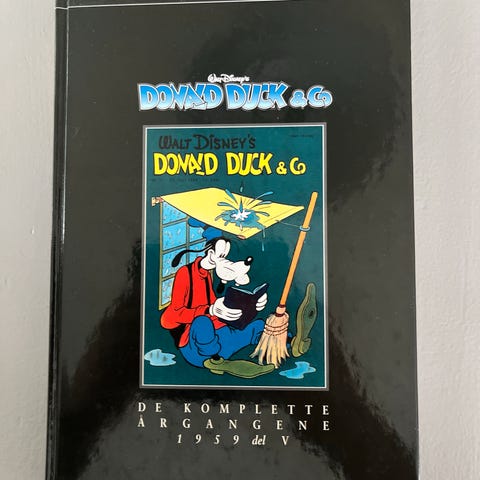 Walt Disney's
DONALD DUCK & Co
WALT DISNEY'S
DONALD DUCK & Co
DE KOMPLETTE
ÅRGANGENE
1959 del V